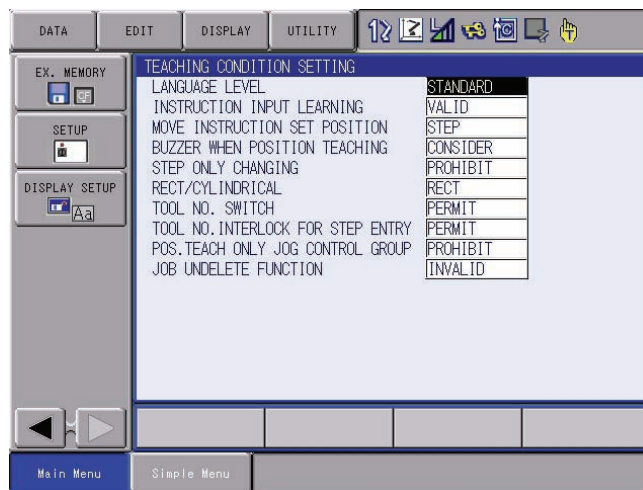 DATA EDIT DISPLAY UTILITY
EX. MEMORY
CF
SETUP
DISPLAY SETUP
Aa
TEACHING CONDITION SETTING
LANGUAGE LEVEL STANDARD
INSTRUCTION INPUT LEARNING VALID
MOVE INSTRUCTION SET POSITION STEP
BUZZER WHEN POSITION TEACHING CONSIDER
STEP ONLY CHANGING PROHIBIT
RECT/CYLINDRICAL RECT
TOOL NO. SWITCH PERMIT
TOOL NO.INTERLOCK FOR STEP ENTRY PERMIT
POS.TEACH ONLY JOG CONTROL GROUP PROHIBIT
JOB UNDELETE FUNCTION INVALID
Main Menu Simple Menu